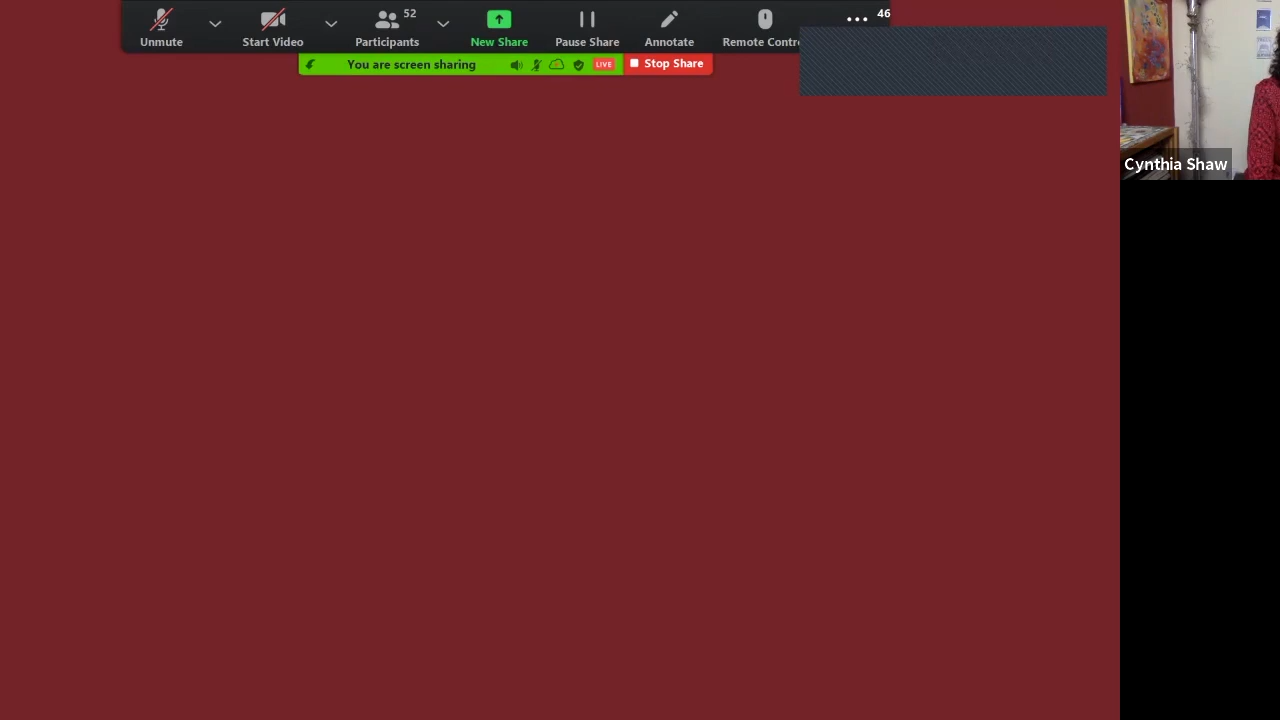 52
46
Unmute
Start Video
Participants
New Share
Pause Share
Annotate
Remote Contr
You are screen sharing
LIVE
Stop Share
Cynthia Shaw